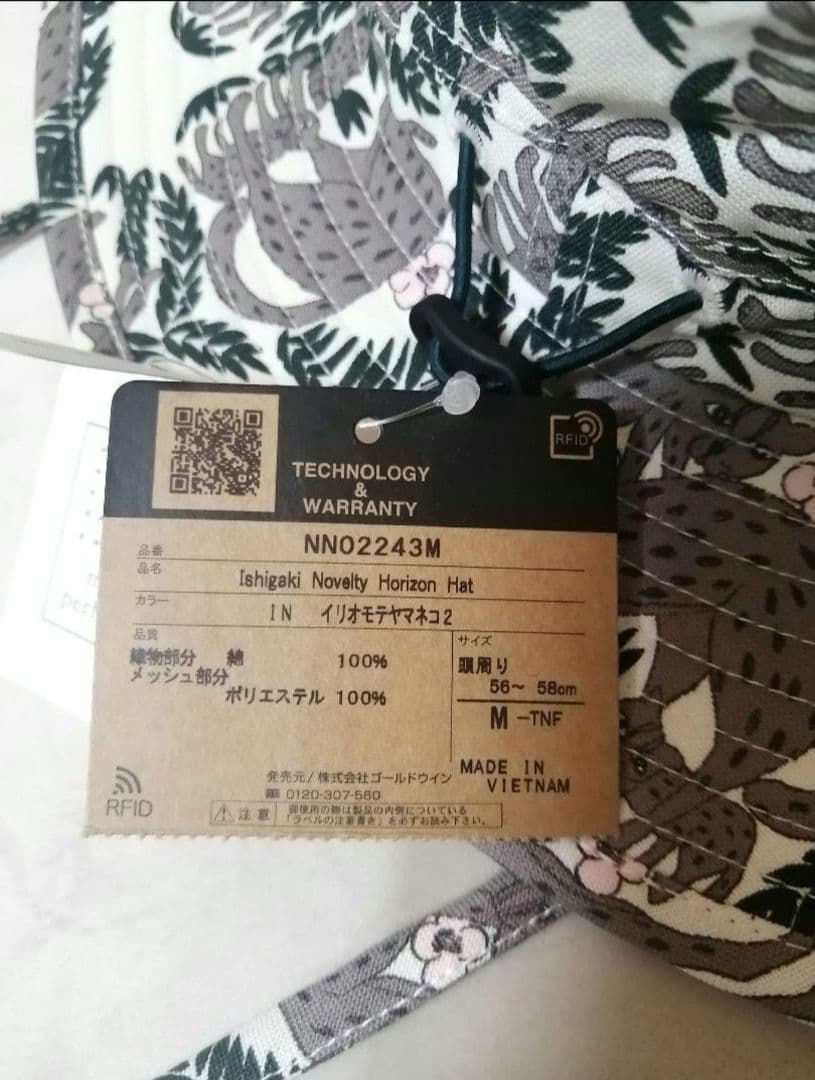 RFID
TECHNOLOGY
&
WARRANTY
品番 NN02243M
品名 Ishigaki Novelty Horizon Hat
カラー IN イリオモテヤマネコ2
品質
織物部分 綿 100%
メッシュ部分
ポリエステル 100%
サイズ
頭周り
56〜 58cm
M -TNF
MADE IN
VIETNAM
発売元/株式会社ゴールドウイン
0120-307-560
RFID
注意 御使用の際は製品の内側についている
「ラベルの注意書き」を必ずお読み下さい。